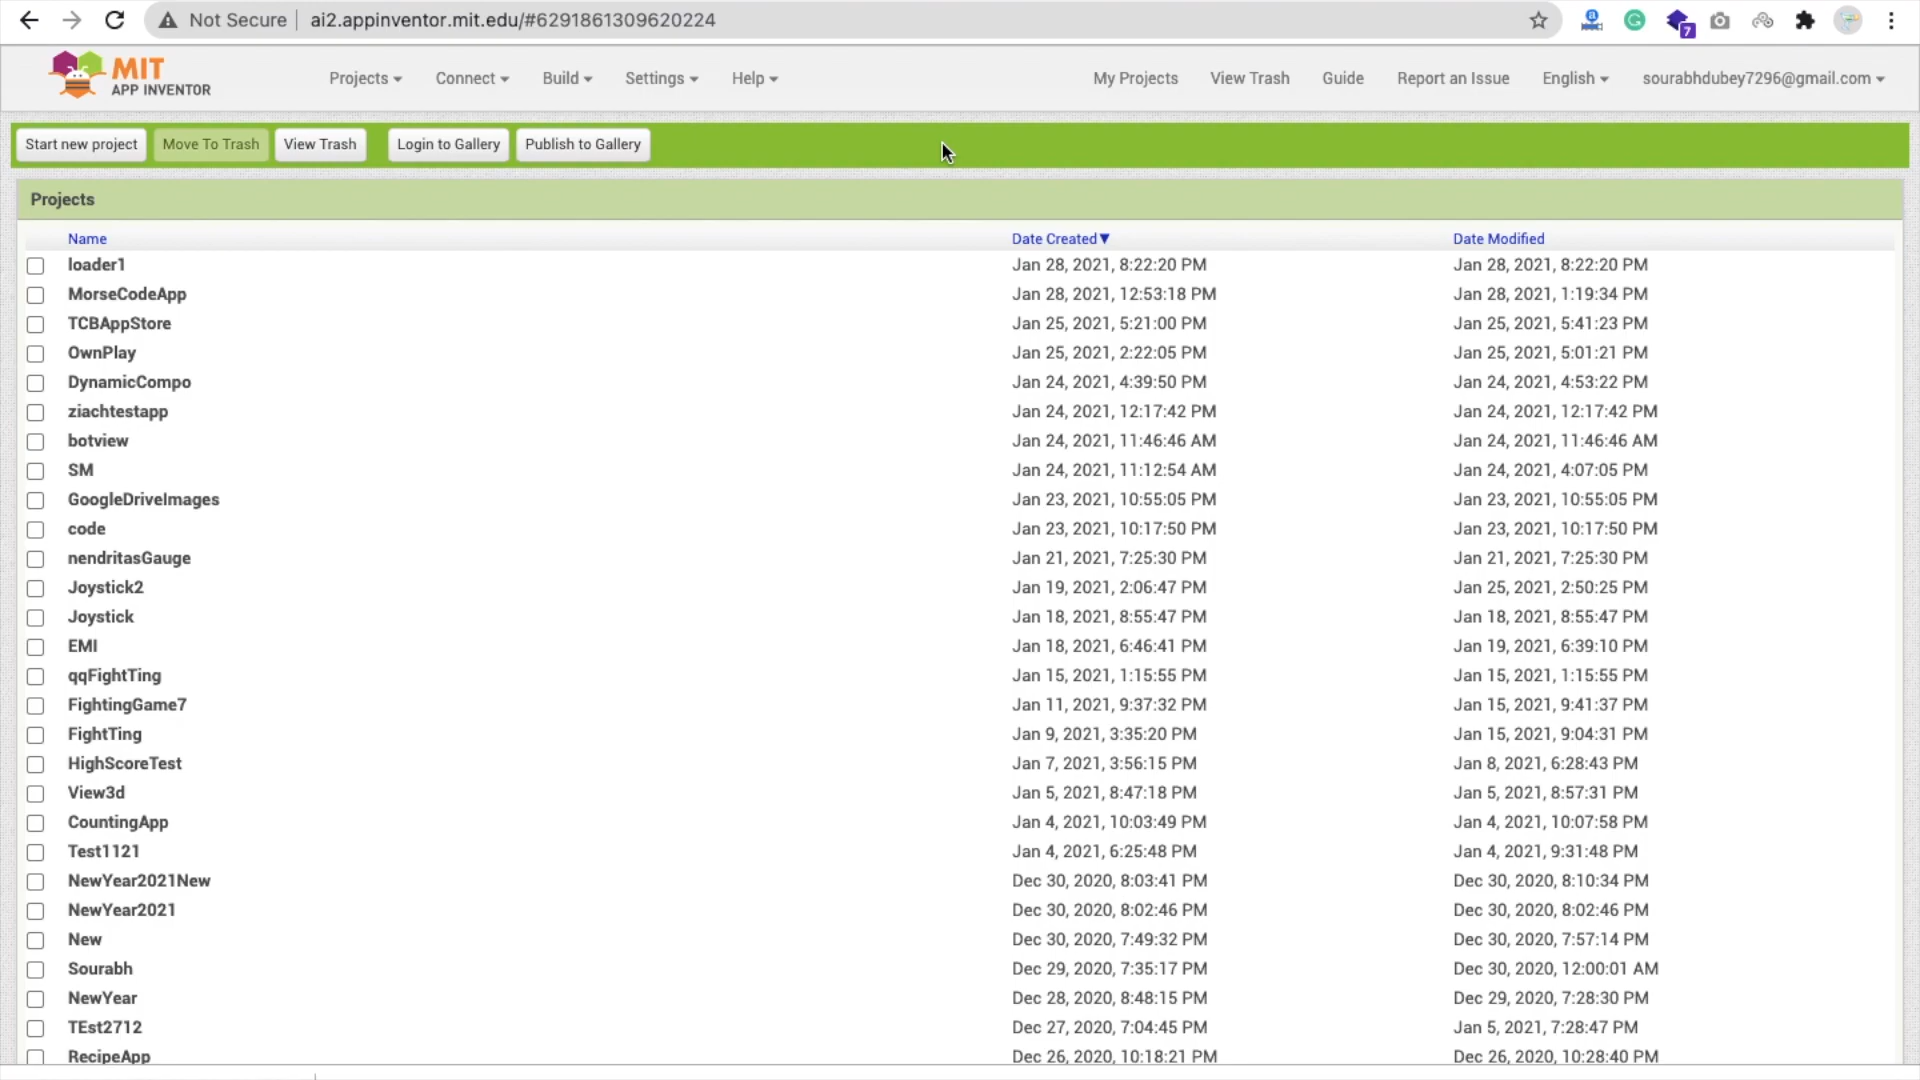 Not Secure ai2.appinventor.mit.edu/#6291861309620224
7
MIT
APP INVENTOR
Projects Connect Build Settings Help My Projects View Trash Guide Report an Issue English sourabhdubey7296@gmail.com
Start new project Move To Trash View Trash Login to Gallery Publish to Gallery
Projects
Name Date Created▼ Date Modified
loader1 Jan 28, 2021, 8:22:20 PM Jan 28, 2021, 8:22:20 PM
MorseCodeApp Jan 28, 2021, 12:53:18 PM Jan 28, 2021, 1:19:34 PM
TCBAppStore Jan 25, 2021, 5:21:00 PM Jan 25, 2021, 5:41:23 PM
OwnPlay Jan 25, 2021, 2:22:05 PM Jan 25, 2021, 5:01:21 PM
DynamicCompo Jan 24, 2021, 4:39:50 PM Jan 24, 2021, 4:53:22 PM
ziachtestapp Jan 24, 2021, 12:17:42 PM Jan 24, 2021, 12:17:42 PM
botview Jan 24, 2021, 11:46:46 AM Jan 24, 2021, 11:46:46 AM
SM Jan 24, 2021, 11:12:54 AM Jan 24, 2021, 4:07:05 PM
GoogleDriveImages Jan 23, 2021, 10:55:05 PM Jan 23, 2021, 10:55:05 PM
code Jan 23, 2021, 10:17:50 PM Jan 23, 2021, 10:17:50 PM
nendritasGauge Jan 21, 2021, 7:25:30 PM Jan 21, 2021, 7:25:30 PM
Joystick2 Jan 19, 2021, 2:06:47 PM Jan 25, 2021, 2:50:25 PM
Joystick Jan 18, 2021, 8:55:47 PM Jan 18, 2021, 8:55:47 PM
EMI Jan 18, 2021, 6:46:41 PM Jan 19, 2021, 6:39:10 PM
qqFightTing Jan 15, 2021, 1:15:55 PM Jan 15, 2021, 1:15:55 PM
FightingGame7 Jan 11, 2021, 9:37:32 PM Jan 15, 2021, 9:41:37 PM
FightTing Jan 9, 2021, 3:35:20 PM Jan 15, 2021, 9:04:31 PM
HighScoreTest Jan 7, 2021, 3:56:15 PM Jan 8, 2021, 6:28:43 PM
View3d Jan 5, 2021, 8:47:18 PM Jan 5, 2021, 8:57:31 PM
CountingApp Jan 4, 2021, 10:03:49 PM Jan 4, 2021, 10:07:58 PM
Test1121 Jan 4, 2021, 6:25:48 PM Jan 4, 2021, 9:31:48 PM
NewYear2021New Dec 30, 2020, 8:03:41 PM Dec 30, 2020, 8:10:34 PM
NewYear2021 Dec 30, 2020, 8:02:46 PM Dec 30, 2020, 8:02:46 PM
New Dec 30, 2020, 7:49:32 PM Dec 30, 2020, 7:57:14 PM
Sourabh Dec 29, 2020, 7:35:17 PM Dec 30, 2020, 12:00:01 AM
NewYear Dec 28, 2020, 8:48:15 PM Dec 29, 2020, 7:28:30 PM
TEst2712 Dec 27, 2020, 7:04:45 PM Jan 5, 2021, 7:28:47 PM
RecipeApp Dec 26, 2020, 10:18:21 PM Dec 26, 2020, 10:28:40 PM